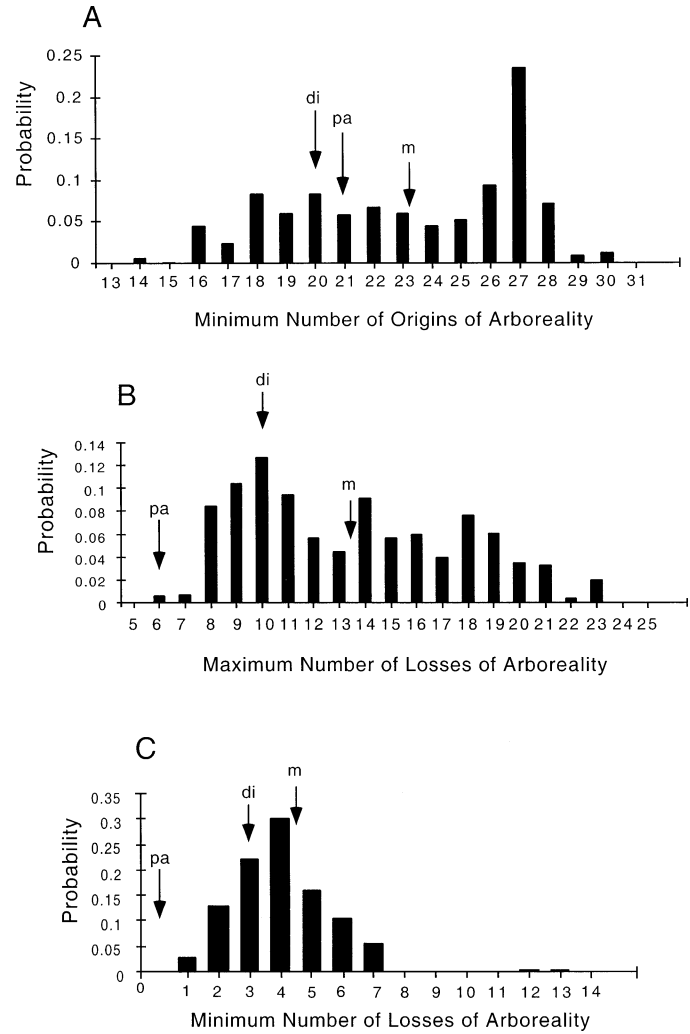 A
0.25
0.2
0.15
0.1
0.05
0
Probability
di
pa
m
13 14 15 16 17 18 19 20 21 22 23 24 25 26 27 28 29 30 31
Minimum Number of Origins of Arboreality
B
0.14
0.12
0.1
0.08
0.06
0.04
0.02
0
Probability
pa
di
m
5 6 7 8 9 10 11 12 13 14 15 16 17 18 19 20 21 22 23 24 25
Maximum Number of Losses of Arboreality
C
0.35
0.3
0.25
0.2
0.15
0.1
0.05
0
Probability
pa
di
m
0 1 2 3 4 5 6 7 8 9 10 11 12 13 14
Minimum Number of Losses of Arboreality